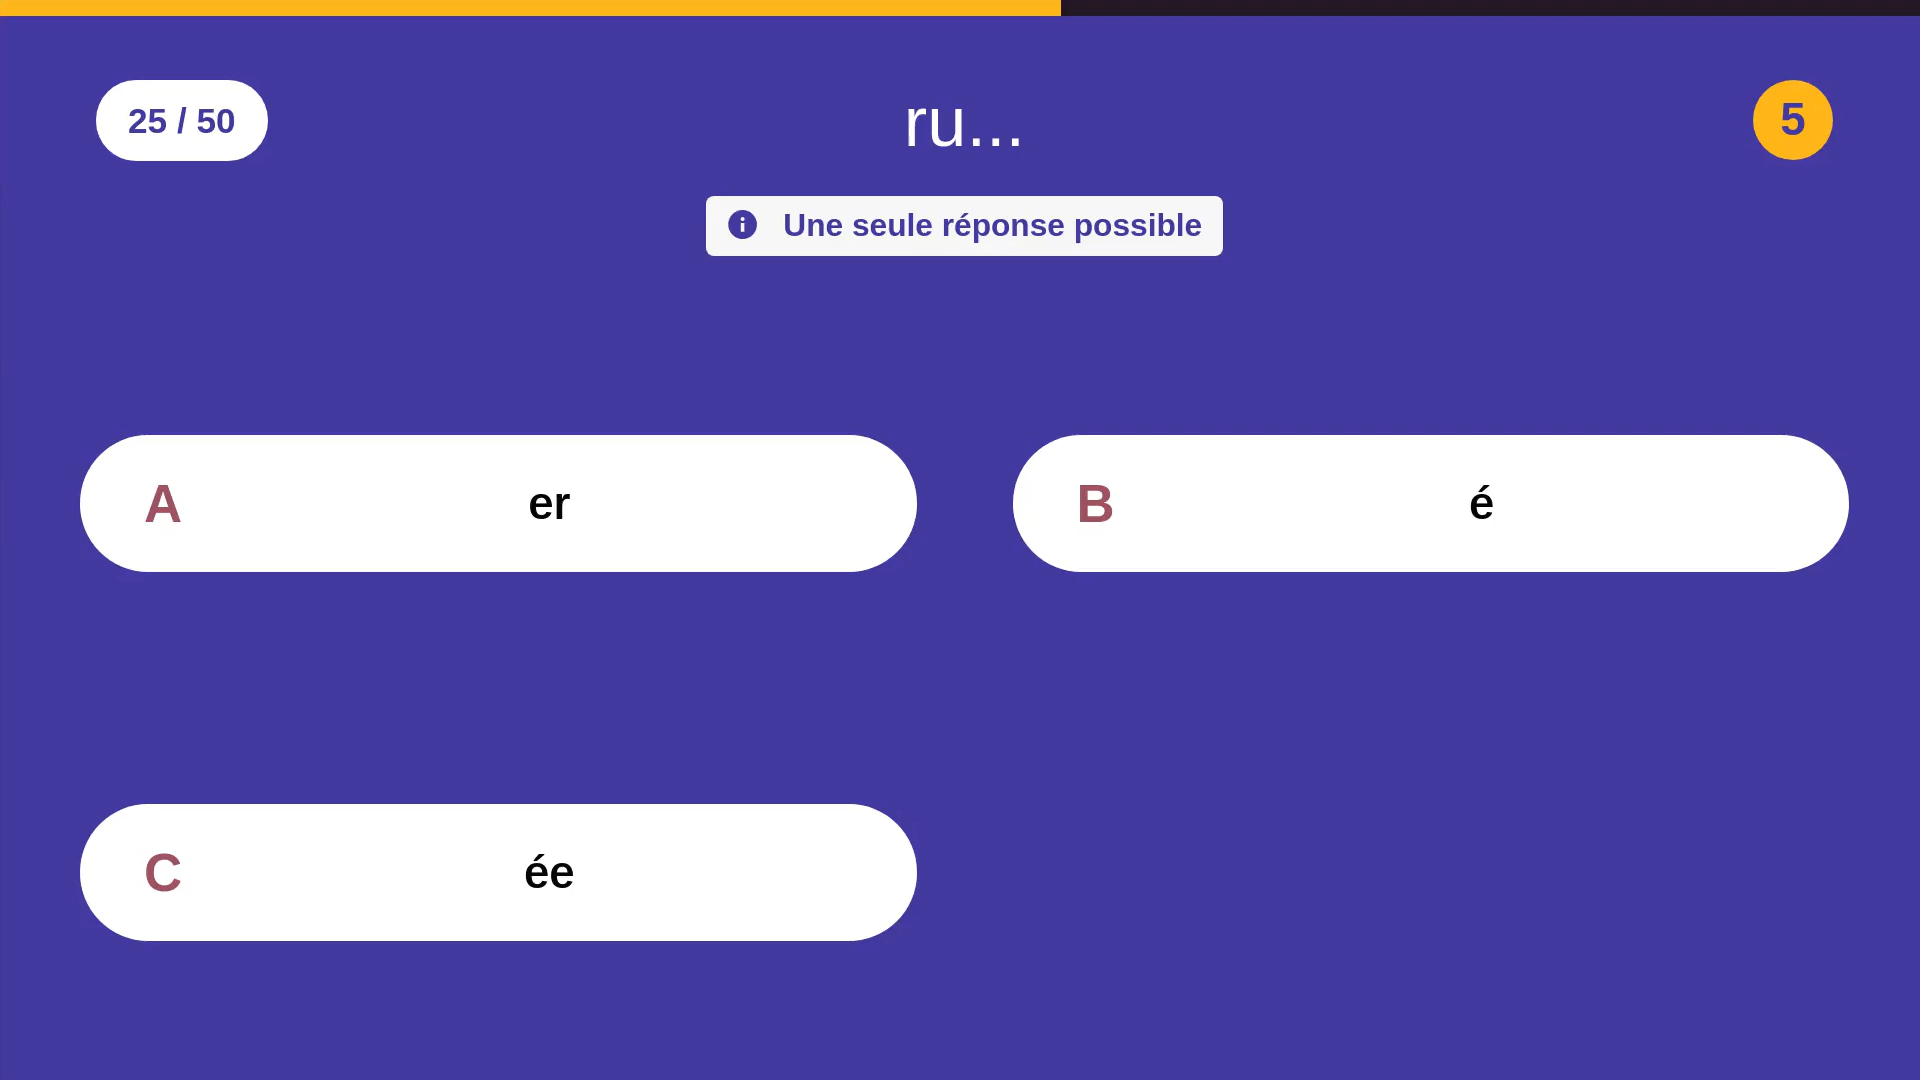 25 / 50
ru...
5
Une seule réponse possible
A er
B é
C ée